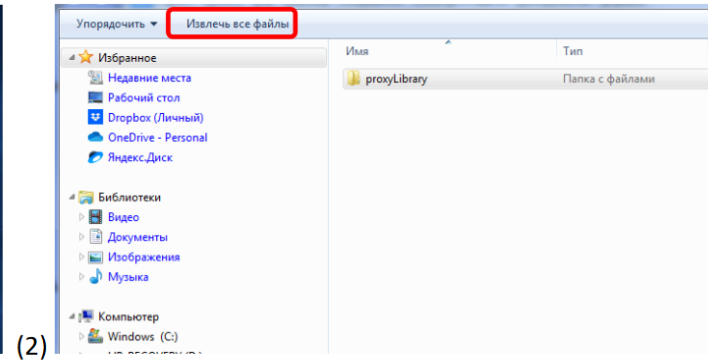 Упорядочить ▼ Извлечь все файлы
Имя Тип
Избранное
proxyLibrary Папка с файлами
Недавние места
Рабочий стол
Dropbox (Личный)
OneDrive - Personal
Яндекс.Диск
Библиотеки
Видео
Документы
Изображения
Музыка
Компьютер
(2) Windows (C:)